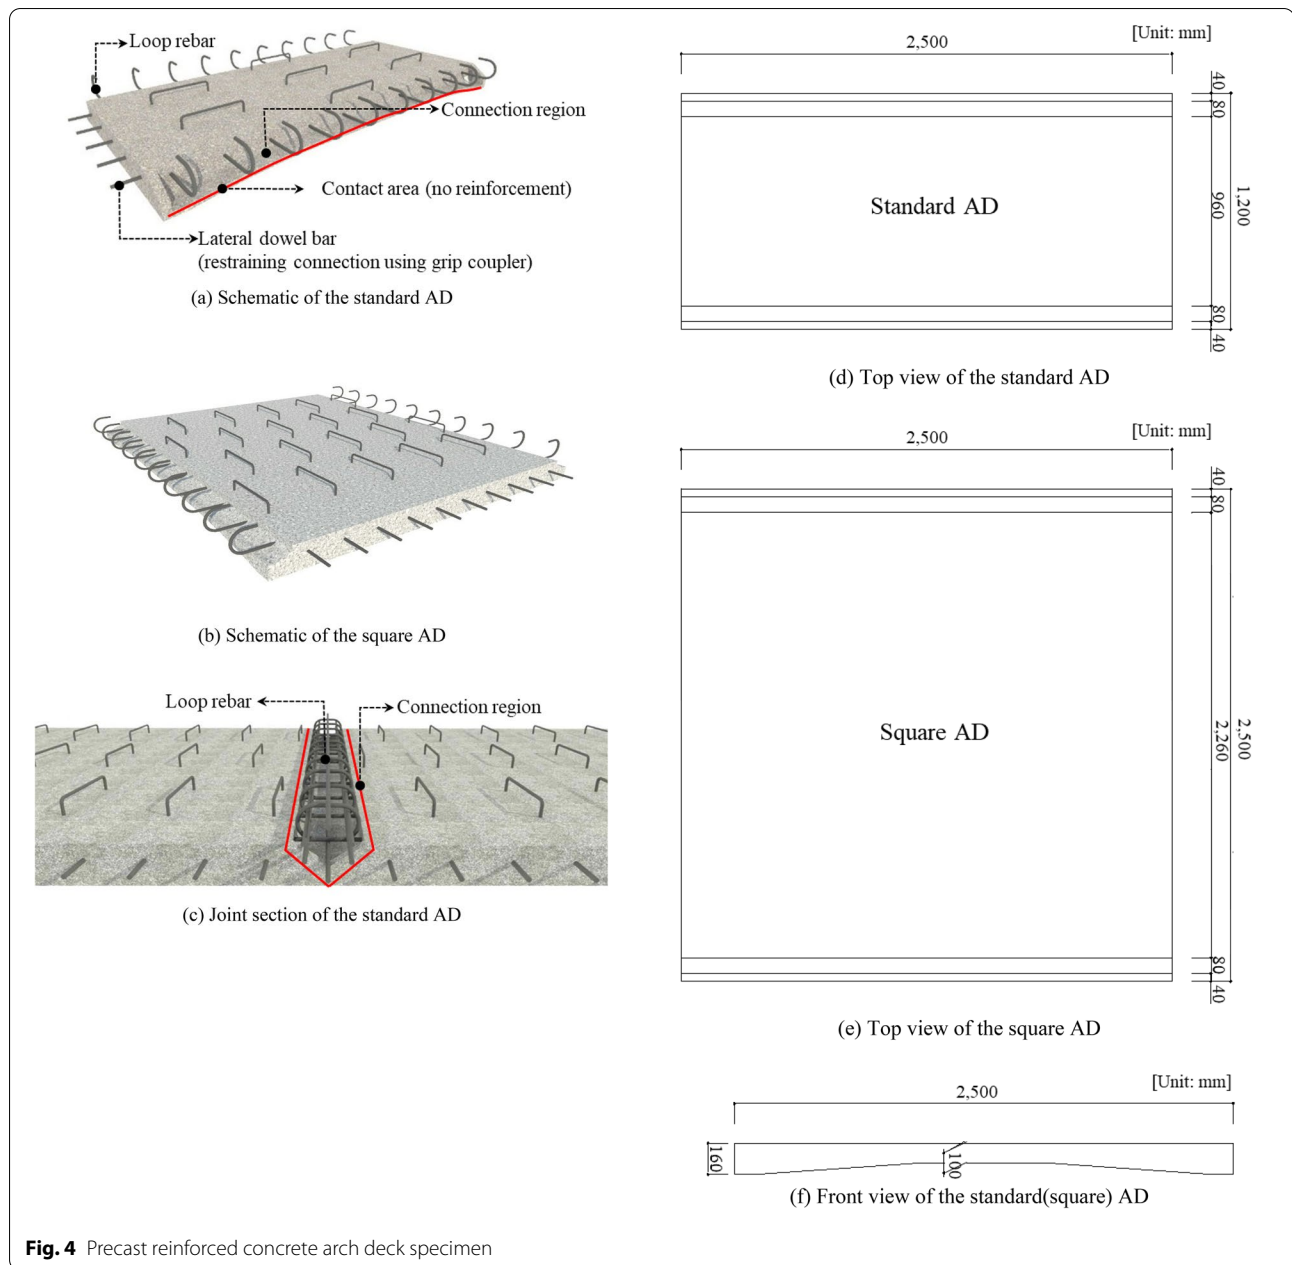 Loop rebar
Connection region
Contact area (no reinforcement)
Lateral dowel bar
(restraining connection using grip coupler)
(a) Schematic of the standard AD
(b) Schematic of the square AD
Loop rebar
Connection region
(c) Joint section of the standard AD
[Unit: mm]
2,500
40
80
960
1,200
80
40
Standard AD
(d) Top view of the standard AD
[Unit: mm]
2,500
40
80
2,260
2,500
80
40
Square AD
(e) Top view of the square AD
[Unit: mm]
2,500
160
100
(f) Front view of the standard(square) AD
Fig. 4 Precast reinforced concrete arch deck specimen